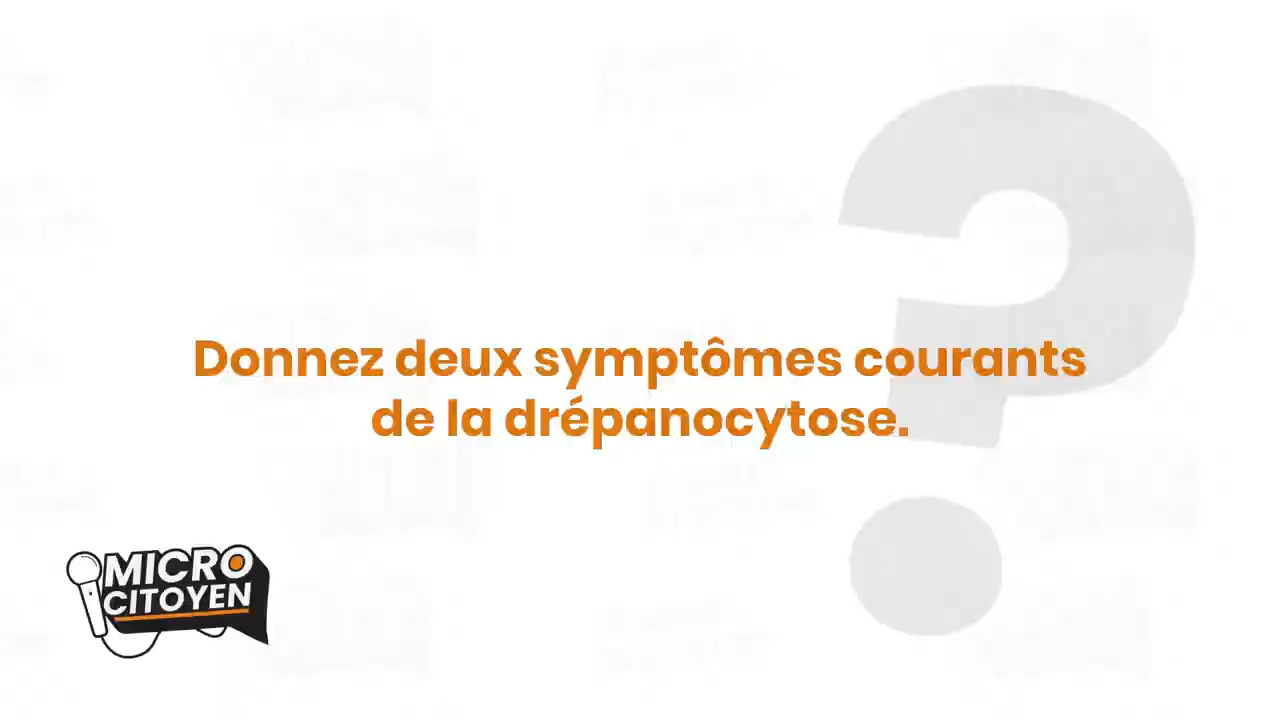 Donnez deux symptômes courants
de la drépanocytose.
MICRO
CITOYEN